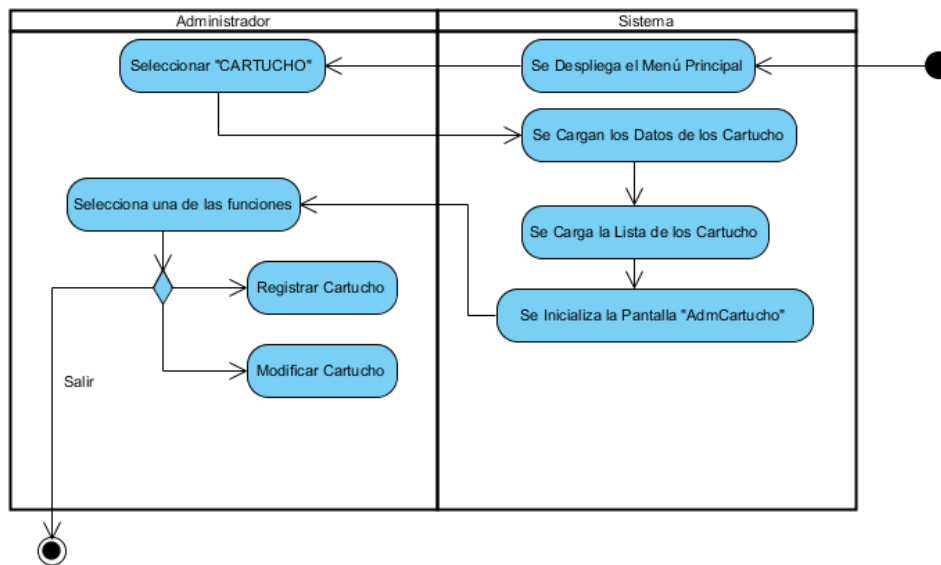 Administrador
Sistema
Seleccionar "CARTUCHO"
Se Despliega el Menú Principal
Se Cargan los Datos de los Cartucho
Selecciona una de las funciones
Se Carga la Lista de los Cartucho
Registrar Cartucho
Se Inicializa la Pantalla "AdmCartucho"
Modificar Cartucho
Salir